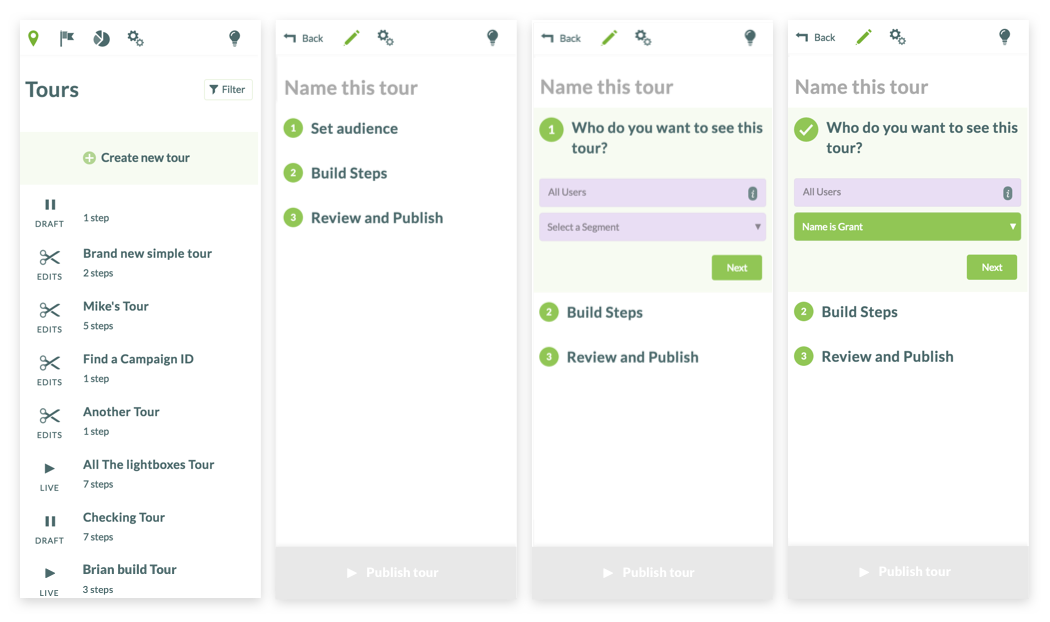 Tours
Filter
Create new tour
DRAFT
1 step
Brand new simple tour
EDITS
2 steps
Mike's Tour
EDITS
5 steps
Find a Campaign ID
EDITS
1 step
Another Tour
EDITS
1 step
All The lightboxes Tour
LIVE
7 steps
Checking Tour
DRAFT
7 steps
Brian build Tour
LIVE
3 steps
Back
Name this tour
1 Set audience
2 Build Steps
3 Review and Publish
Publish tour
Back
Name this tour
1 Who do you want to see this
tour?
All Users i
Select a Segment
Next
2 Build Steps
3 Review and Publish
Publish tour
Back
Name this tour
Who do you want to see this
tour?
All Users i
Name is Grant
Next
2 Build Steps
3 Review and Publish
Publish tour